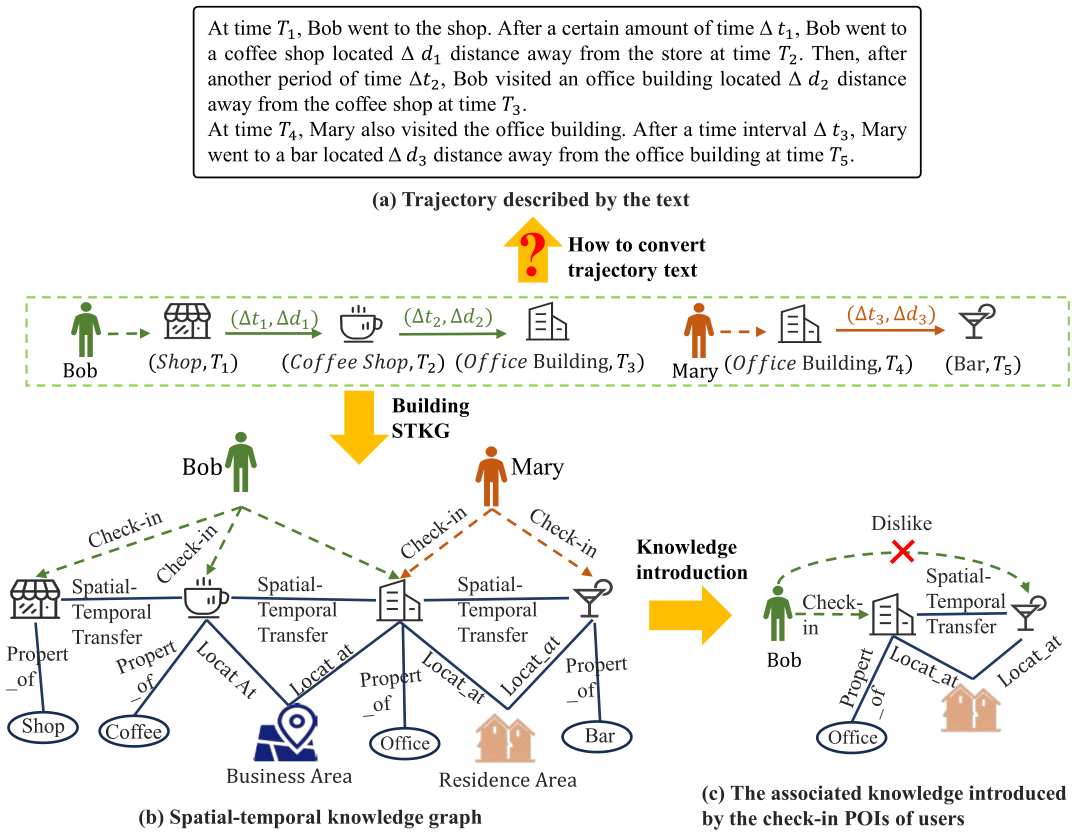 At time T₁, Bob went to the shop. After a certain amount of time Δ t₁, Bob went to
a coffee shop located Δ d₁ distance away from the store at time T₂. Then, after
another period of time Δt₂, Bob visited an office building located Δ d₂ distance
away from the coffee shop at time T₃.
At time T₄, Mary also visited the office building. After a time interval Δ t₃, Mary
went to a bar located Δ d₃ distance away from the office building at time T₅.
(a) Trajectory described by the text
?
How to convert
trajectory text
(Δt₁, Δd₁)
(Δt₂, Δd₂)
(Δt₃, Δd₃)
Bob
(Shop, T₁)
(Coffee Shop, T₂)
(Office Building, T₃)
Mary
(Office Building, T₄)
(Bar, T₅)
Building
STKG
Bob
Mary
Check-in
Check-in
Check-in
Check-in
Spatial-
Temporal
Transfer
Spatial-
Temporal
Transfer
Spatial-
Temporal
Transfer
Propert
_of
Propert
_of
Locat At
Locat_at
Propert
_of
Locat_at
Locat_at
Propert
_of
Shop
Coffee
Business Area
Office
Residence Area
Bar
(b) Spatial-temporal knowledge graph
Knowledge
introduction
Dislike
Bob
Check-
in
Spatial-
Temporal
Transfer
Propert
_of
Locat_at
Locat_at
Office
(c) The associated knowledge introduced
by the check-in POIs of users